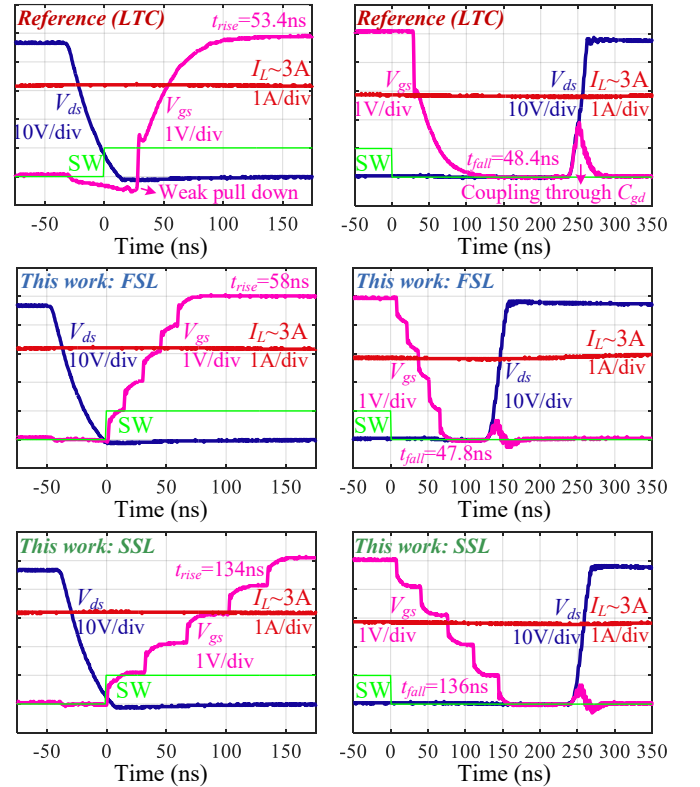 Reference (LTC)
t_rise=53.4ns
V_ds
10V/div
I_L~3A
1A/div
V_gs
1V/div
SW
Weak pull down
-50 0 50 100 150
Time (ns)
Reference (LTC)
V_gs
1V/div
V_ds
10V/div
I_L~3A
1A/div
SW
t_fall=48.4ns
Coupling through C_gd
-50 0 50 100 150 200 250 300 350
Time (ns)
This work: FSL
t_rise=58ns
V_ds
10V/div
V_gs
1V/div
I_L~3A
1A/div
SW
-50 0 50 100 150
Time (ns)
This work: FSL
I_L~3A
1A/div
V_gs
1V/div
V_ds
10V/div
SW
t_fall=47.8ns
-50 0 50 100 150 200 250 300 350
Time (ns)
This work: SSL
t_rise=134ns
V_ds
10V/div
I_L~3A
1A/div
V_gs
1V/div
SW
-50 0 50 100 150
Time (ns)
This work: SSL
V_gs
1V/div
V_ds
10V/div
I_L~3A
1A/div
SW
t_fall=136ns
-50 0 50 100 150 200 250 300 350
Time (ns)